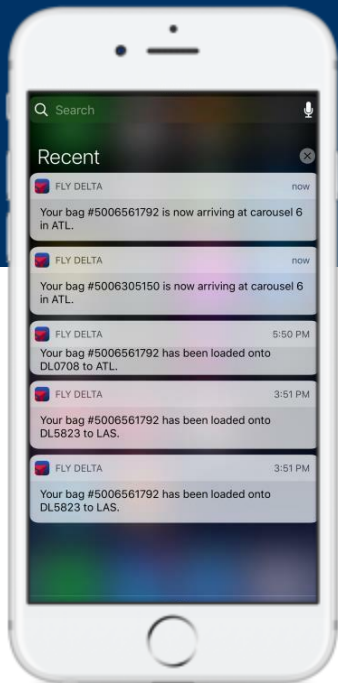 Search
Recent
FLY DELTA now
Your bag #5006561792 is now arriving at carousel 6
in ATL.
FLY DELTA now
Your bag #5006305150 is now arriving at carousel 6
in ATL.
FLY DELTA 5:50 PM
Your bag #5006561792 has been loaded onto
DL0708 to ATL.
FLY DELTA 3:51 PM
Your bag #5006561792 has been loaded onto
DL5823 to LAS.
FLY DELTA 3:51 PM
Your bag #5006561792 has been loaded onto
DL5823 to LAS.